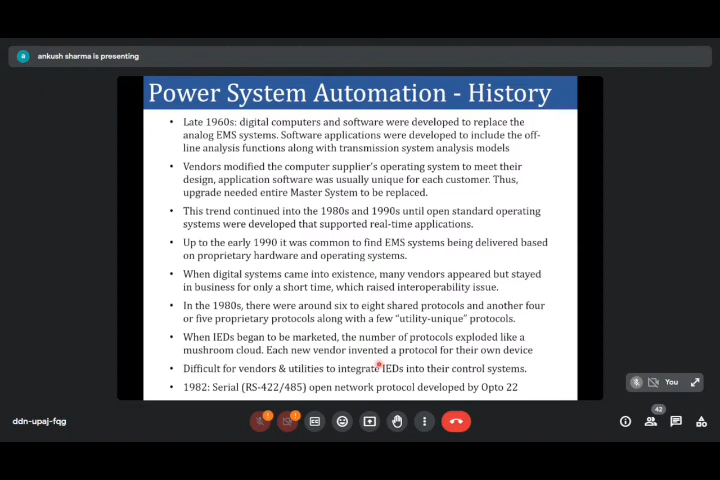 a ankush sharma is presenting
Power System Automation - History
• Late 1960s: digital computers and software were developed to replace the
analog EMS systems. Software applications were developed to include the off-
line analysis functions along with transmission system analysis models
• Vendors modified the computer supplier's operating system to meet their
design, application software was usually unique for each customer. Thus,
upgrade needed entire Master System to be replaced.
• This trend continued into the 1980s and 1990s until open standard operating
systems were developed that supported real-time applications.
• Up to the early 1990 it was common to find EMS systems being delivered based
on proprietary hardware and operating systems.
• When digital systems came into existence, many vendors appeared but stayed
in business for only a short time, which raised interoperability issue.
• In the 1980s, there were around six to eight shared protocols and another four
or five proprietary protocols along with a few “utility-unique” protocols.
• When IEDs began to be marketed, the number of protocols exploded like a
mushroom cloud. Each new vendor invented a protocol for their own device
• Difficult for vendors & utilities to integrate IEDs into their control systems.
• 1982: Serial (RS-422/485) open network protocol developed by Opto 22
You
42
ddn-upaj-fqg